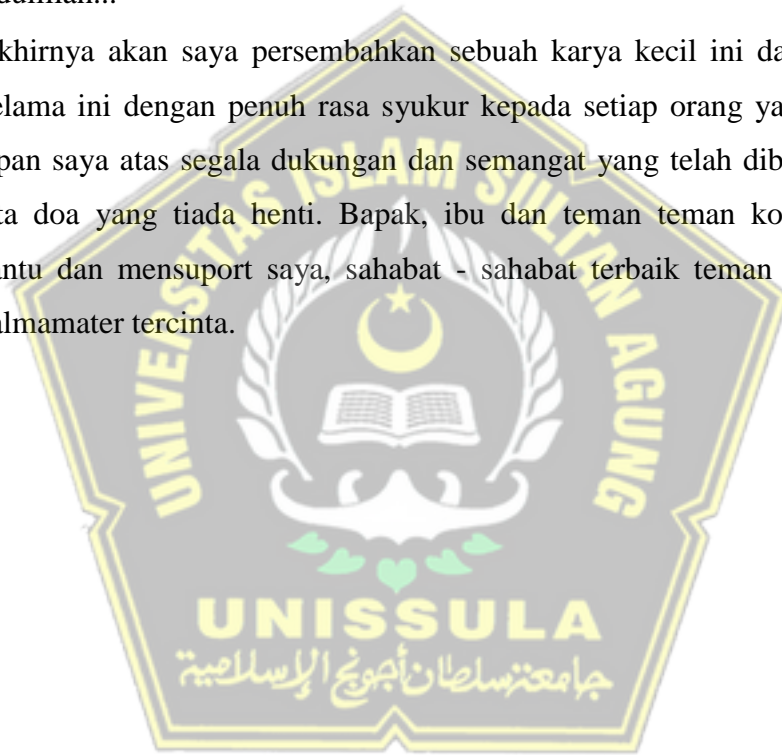 khirnya akan saya persembahkan sebuah karya kecil ini da
elama ini dengan penuh rasa syukur kepada setiap orang ya
pan saya atas segala dukungan dan semangat yang telah dib
ta doa yang tiada henti. Bapak, ibu dan teman teman ko
antu dan mensuport saya, sahabat - sahabat terbaik teman
almamater tercinta.
UNIVERSITAS ISLAM SULTAN AGUNG
UNISSULA
جامعة سلطان أجونج الإسلامية